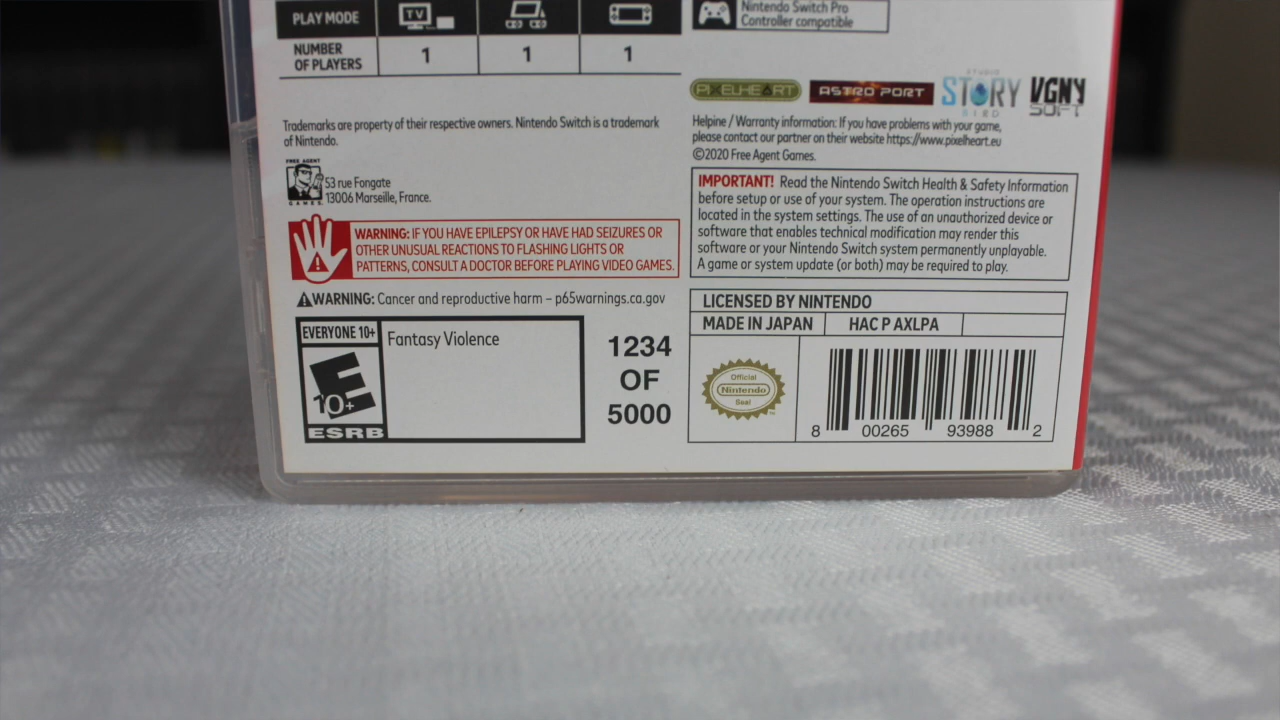 PLAY MODE
TV
NUMBER
OF PLAYERS
1
1
1
Nintendo Switch Pro
Controller compatible
PIXELHEART
ASTRO PORT
STUDIO
STORY
BIRD
VGNY
SOFT
Trademarks are property of their respective owners. Nintendo Switch is a trademark
of Nintendo.
Helpine / Warranty information: If you have problems with your game,
please contact our partner on their website https://www.pixelheart.eu
©2020 Free Agent Games.
FREE AGENT
GAMES
53 rue Fongate
13006 Marseille, France.
IMPORTANT! Read the Nintendo Switch Health & Safety Information
before setup or use of your system. The operation instructions are
located in the system settings. The use of an unauthorized device or
software that enables technical modification may render this
software or your Nintendo Switch system permanently unplayable.
A game or system update (or both) may be required to play.
WARNING: IF YOU HAVE EPILEPSY OR HAVE HAD SEIZURES OR
OTHER UNUSUAL REACTIONS TO FLASHING LIGHTS OR
PATTERNS, CONSULT A DOCTOR BEFORE PLAYING VIDEO GAMES.
WARNING: Cancer and reproductive harm – p65warnings.ca.gov
EVERYONE 10+
E
10+
ESRB
Fantasy Violence
1234
OF
5000
LICENSED BY NINTENDO
MADE IN JAPAN
HAC P AXLPA
Official
Nintendo
Seal
TM
8 00265 93988 2